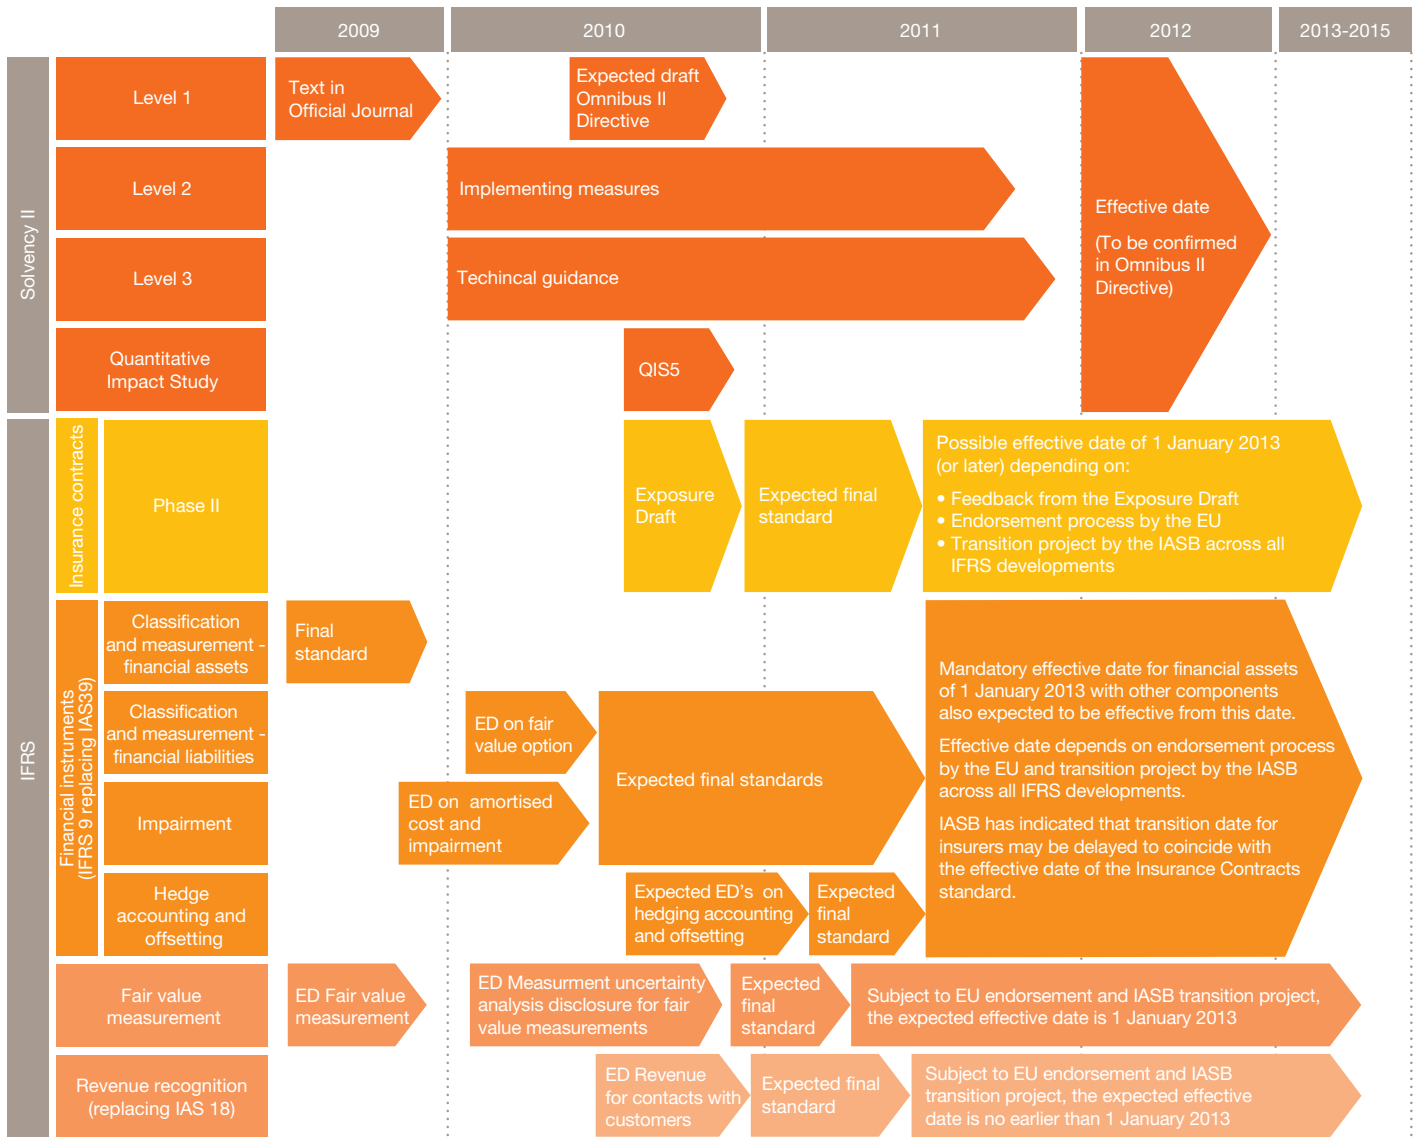 2009
2010
2011
2012
2013-2015
Solvency II
Level 1
Text in
Official Journal
Expected draft
Omnibus II
Directive
Level 2
Implementing measures
Level 3
Techincal guidance
Quantitative
Impact Study
QIS5
Effective date
(To be confirmed
in Omnibus II
Directive)
IFRS
Insurance contracts
Phase II
Exposure
Draft
Expected final
standard
Possible effective date of 1 January 2013
(or later) depending on:
• Feedback from the Exposure Draft
• Endorsement process by the EU
• Transition project by the IASB across all
IFRS developments
Financial instruments
(IFRS 9 replacing IAS39)
Classification
and measurement -
financial assets
Final
standard
Classification
and measurement -
financial liabilities
ED on fair
value option
Expected final standards
Impairment
ED on  amortised
cost and
impairment
Hedge
accounting and
offsetting
Expected ED's  on
hedging accounting
and offsetting
Expected
final
standard
Mandatory effective date for financial assets
of 1 January 2013 with other components
also expected to be effective from this date.
Effective date depends on endorsement process
by the EU and transition project by the IASB
across all IFRS developments.
IASB has indicated that transition date for
insurers may be delayed to coincide with
the effective date of the Insurance Contracts
standard.
Fair value
measurement
ED Fair value
measurement
ED Measurment uncertainty
analysis disclosure for fair
value measurements
Expected
final
standard
Subject to EU endorsement and IASB transition project,
the expected effective date is 1 January 2013
Revenue recognition
(replacing IAS 18)
ED Revenue
for contacts with
customers
Expected final
standard
Subject to EU endorsement and IASB
transition project, the expected effective
date is no earlier than 1 January 2013